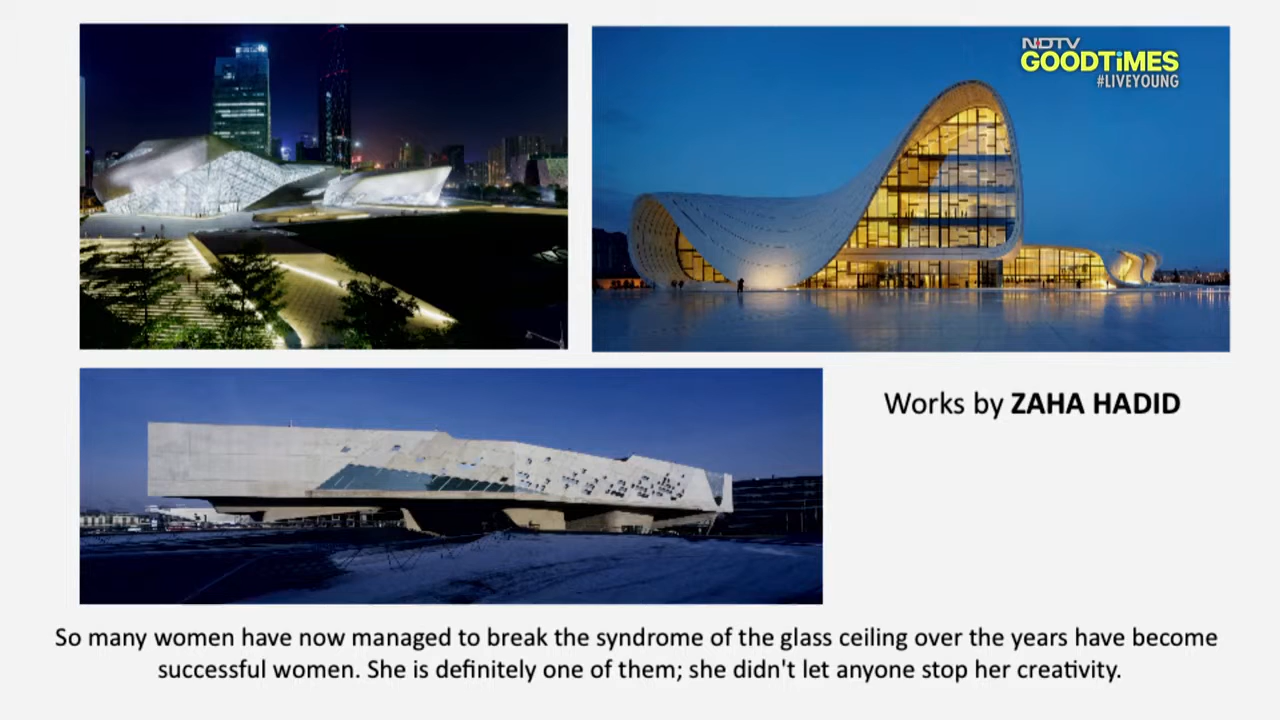 NDTV
GOODTiMES
#LIVEYOUNG
Works by ZAHA HADID
So many women have now managed to break the syndrome of the glass ceiling over the years have become
successful women. She is definitely one of them; she didn't let anyone stop her creativity.